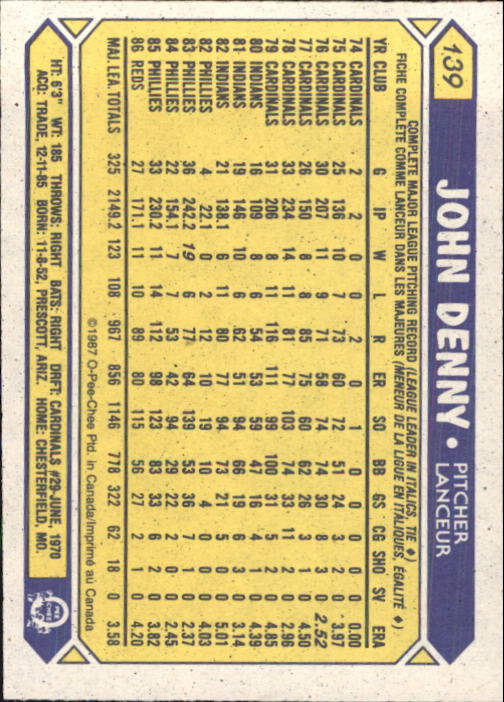 139
JOHN DENNY • PITCHER
LANCEUR
COMPLETE MAJOR LEAGUE PITCHING RECORD (LEAGUE LEADER IN ITALICS, TIE ♦)
FICHE COMPLETE COMME LANCEUR DANS LES MAJEURES (MENEUR DE LA LIGUE EN ITALIQUES, ÉGALITÉ ♦)
YR CLUB G IP W L R ER SO BB GS CG SHO SV ERA
74 CARDINALS 2 2 0 0 2 0 1 0 0 0 0 0 0.00
75 CARDINALS 25 136 10 7 73 60 72 51 24 3 2 0 3.97
76 CARDINALS 30 207 11 9 71 58 74 74 30 8 3 0 2.52
77 CARDINALS 26 150 8 8 85 75 60 62 26 3 1 0 4.50
78 CARDINALS 33 234 14 11 81 77 103 74 33 11 2 0 2.96
79 CARDINALS 31 206 8 11 116 111 99 100 31 5 2 0 4.85
80 INDIANS 16 109 8 6 54 53 59 47 16 4 1 0 4.39
81 INDIANS 19 146 10 6 62 51 94 66 19 6 3 0 3.14
82 INDIANS 21 138.1 6 11 80 77 94 73 21 5 0 0 5.01
82 PHILLIES 4 22.1 0 2 12 10 19 10 4 0 0 0 4.03
83 PHILLIES 36 242.2 19 6 77 64 139 53 36 7 1 0 2.37
84 PHILLIES 22 154.1 7 7 53 42 94 29 22 2 0 0 2.45
85 PHILLIES 33 230.2 11 14 112 98 123 83 33 6 2 0 3.82
86 REDS 27 171.1 11 10 89 80 115 56 27 2 1 0 4.20
MAJ. LEA. TOTALS 325 2149.2 123 108 967 856 1146 778 322 62 18 0 3.58
©1987 O-Pee-Chee Ptd. in Canada/Imprimé au Canada
HT: 6'3" WT: 185 THROWS: RIGHT BATS: RIGHT DRFT: CARDINALS #29-JUNE, 1970
ACQ: TRADE, 12-11-85 BORN: 11-8-52, PRESCOTT, ARIZ. HOME: CHESTERFIELD, MO.
O
PEE
CHEE